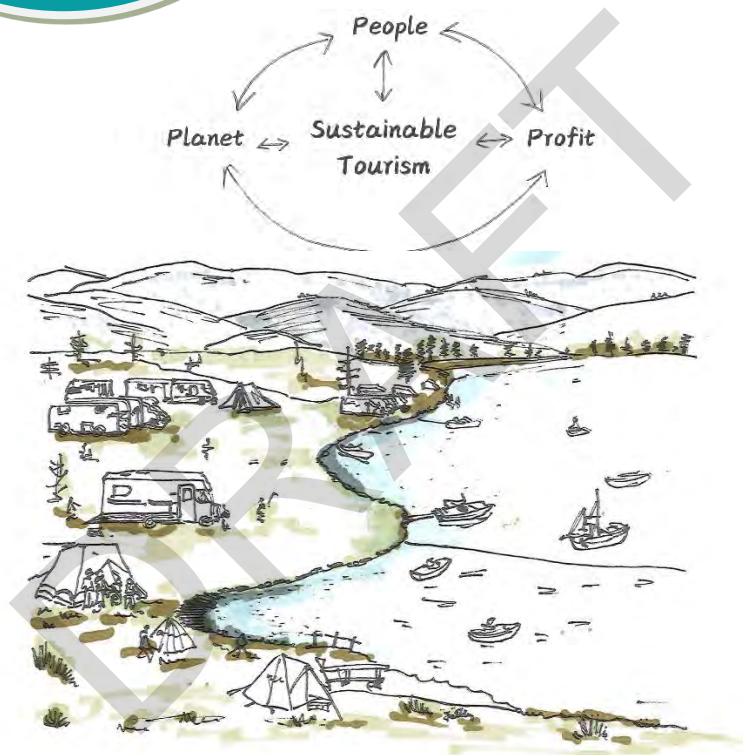 People
Planet
Sustainable
Tourism
Profit
DRAFT